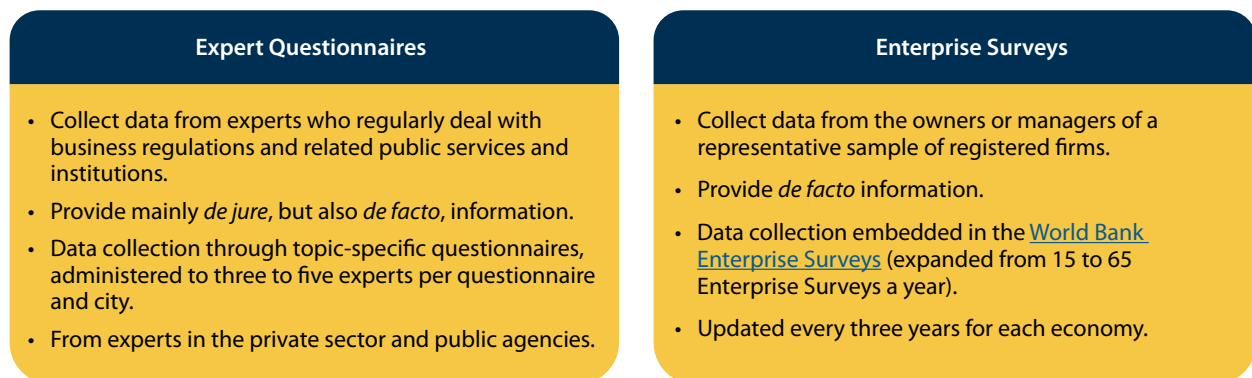 Expert Questionnaires
• Collect data from experts who regularly deal with
business regulations and related public services and
institutions.
• Provide mainly de jure, but also de facto, information.
• Data collection through topic-specific questionnaires,
administered to three to five experts per questionnaire
and city.
• From experts in the private sector and public agencies.
Enterprise Surveys
• Collect data from the owners or managers of a
representative sample of registered firms.
• Provide de facto information.
• Data collection embedded in the World Bank
Enterprise Surveys (expanded from 15 to 65
Enterprise Surveys a year).
• Updated every three years for each economy.